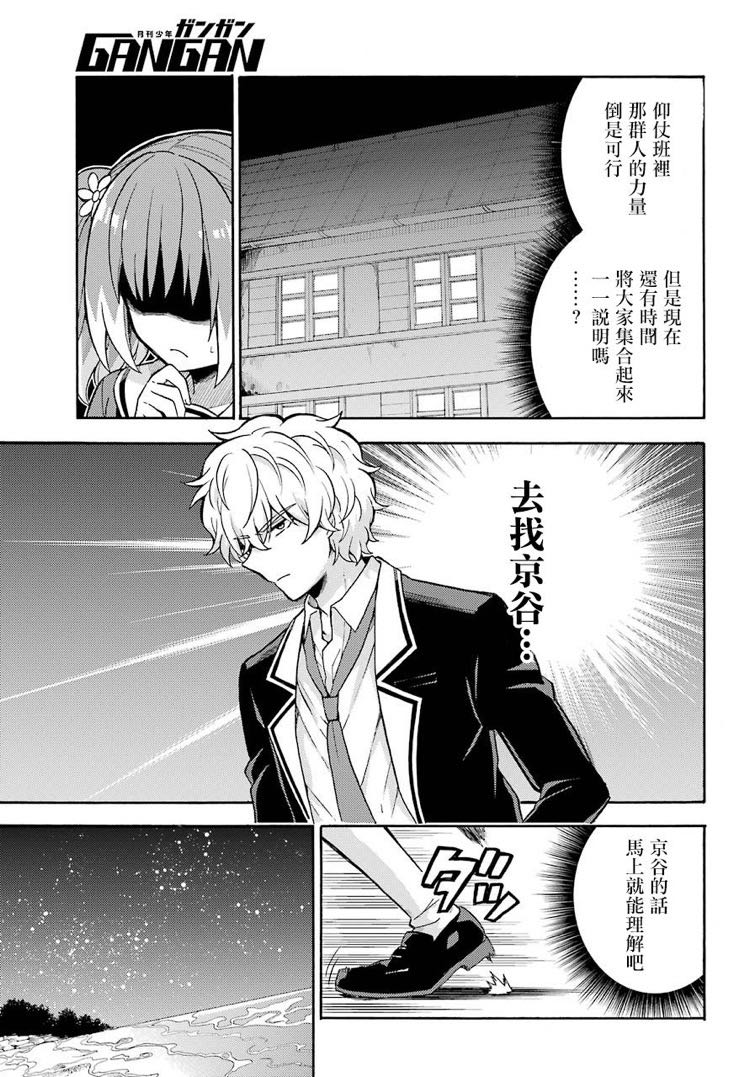 月刊少年
ガンガン
GANGAN
仰仗班裡
那群人的力量
倒是可行
但是現在
還有時間
將大家集合起來
一一説明嗎
……?
去找京谷…
京谷的話
馬上就能理解吧
ダッ